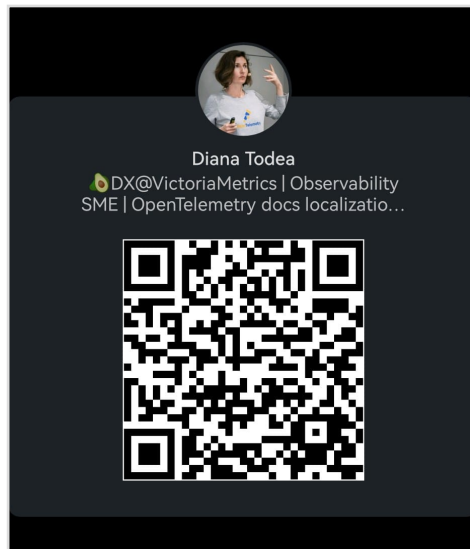 Diana Todea
🥑DX@VictoriaMetrics | Observability
SME | OpenTelemetry docs localizatio…